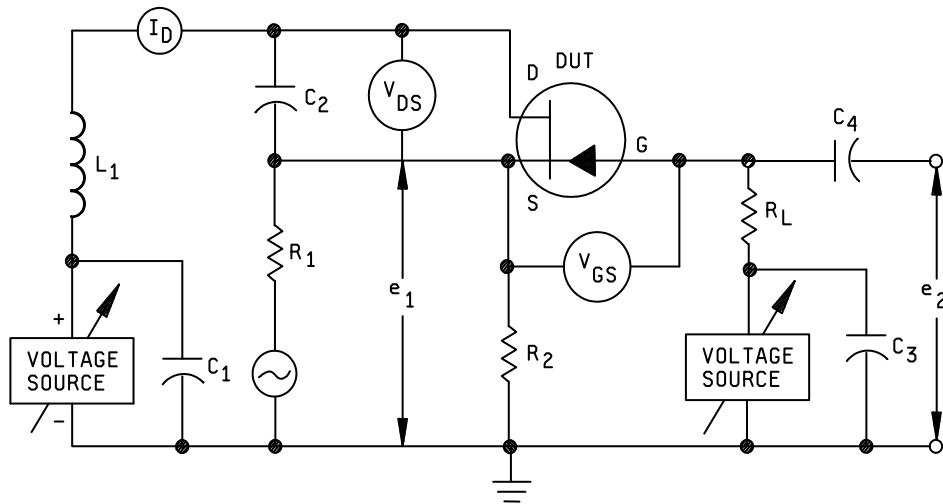 I_D
D DUT
V_DS
C_2
C_4
G
L_1
S
R_L
R_1
V_GS
e_1
e_2
+
VOLTAGE
SOURCE
−
C_1
R_2
VOLTAGE
SOURCE
C_3